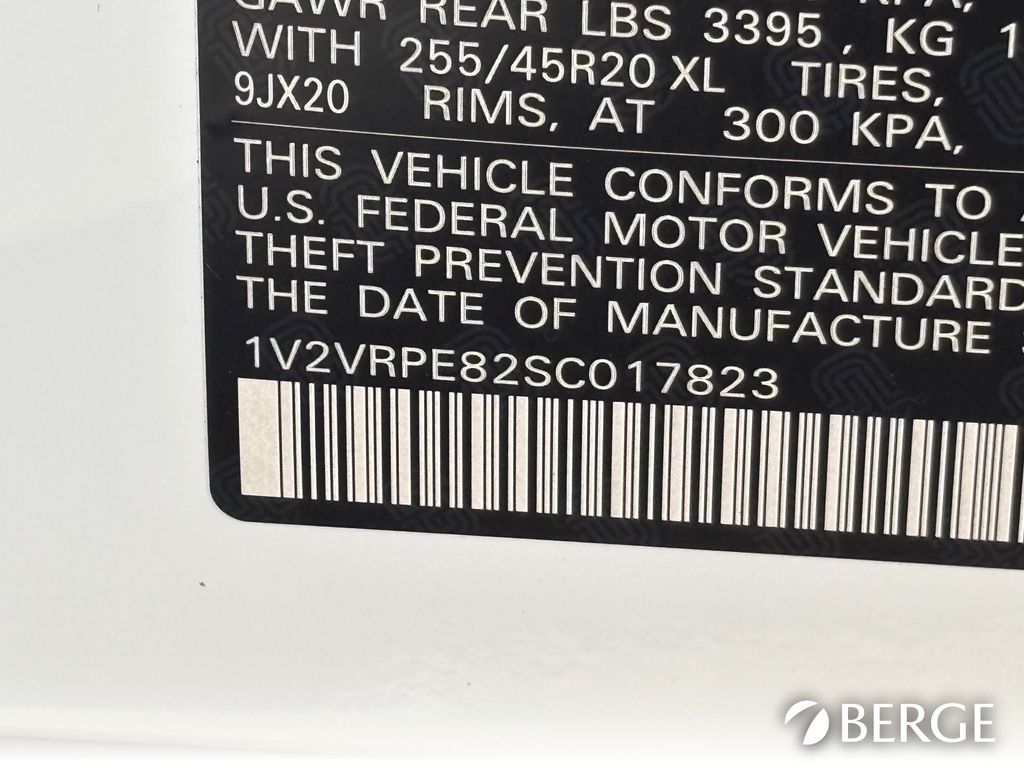 GAWR REAR LBS 3395, KG 1
WITH 255/45R20 XL TIRES,
9JX20 RIMS, AT 300 KPA,
THIS VEHICLE CONFORMS TO
U.S. FEDERAL MOTOR VEHICLE
THEFT PREVENTION STANDARD
THE DATE OF MANUFACTURE
1V2VRPE82SC017823
BERGE